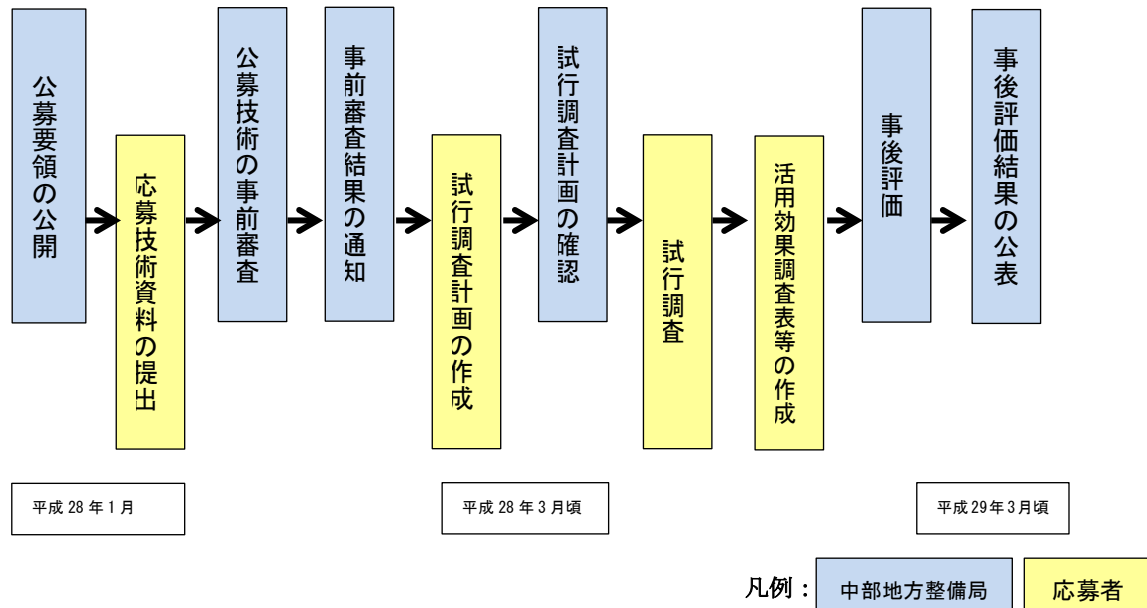 公募要領の公開
応募技術資料の提出
公募技術の事前審査
事前審査結果の通知
試行調査計画の作成
試行調査計画の確認
試行調査
活用効果調査表等の作成
事後評価
事後評価結果の公表
平成28年1月
平成28年3月頃
平成29年3月頃
凡例：
中部地方整備局
応募者